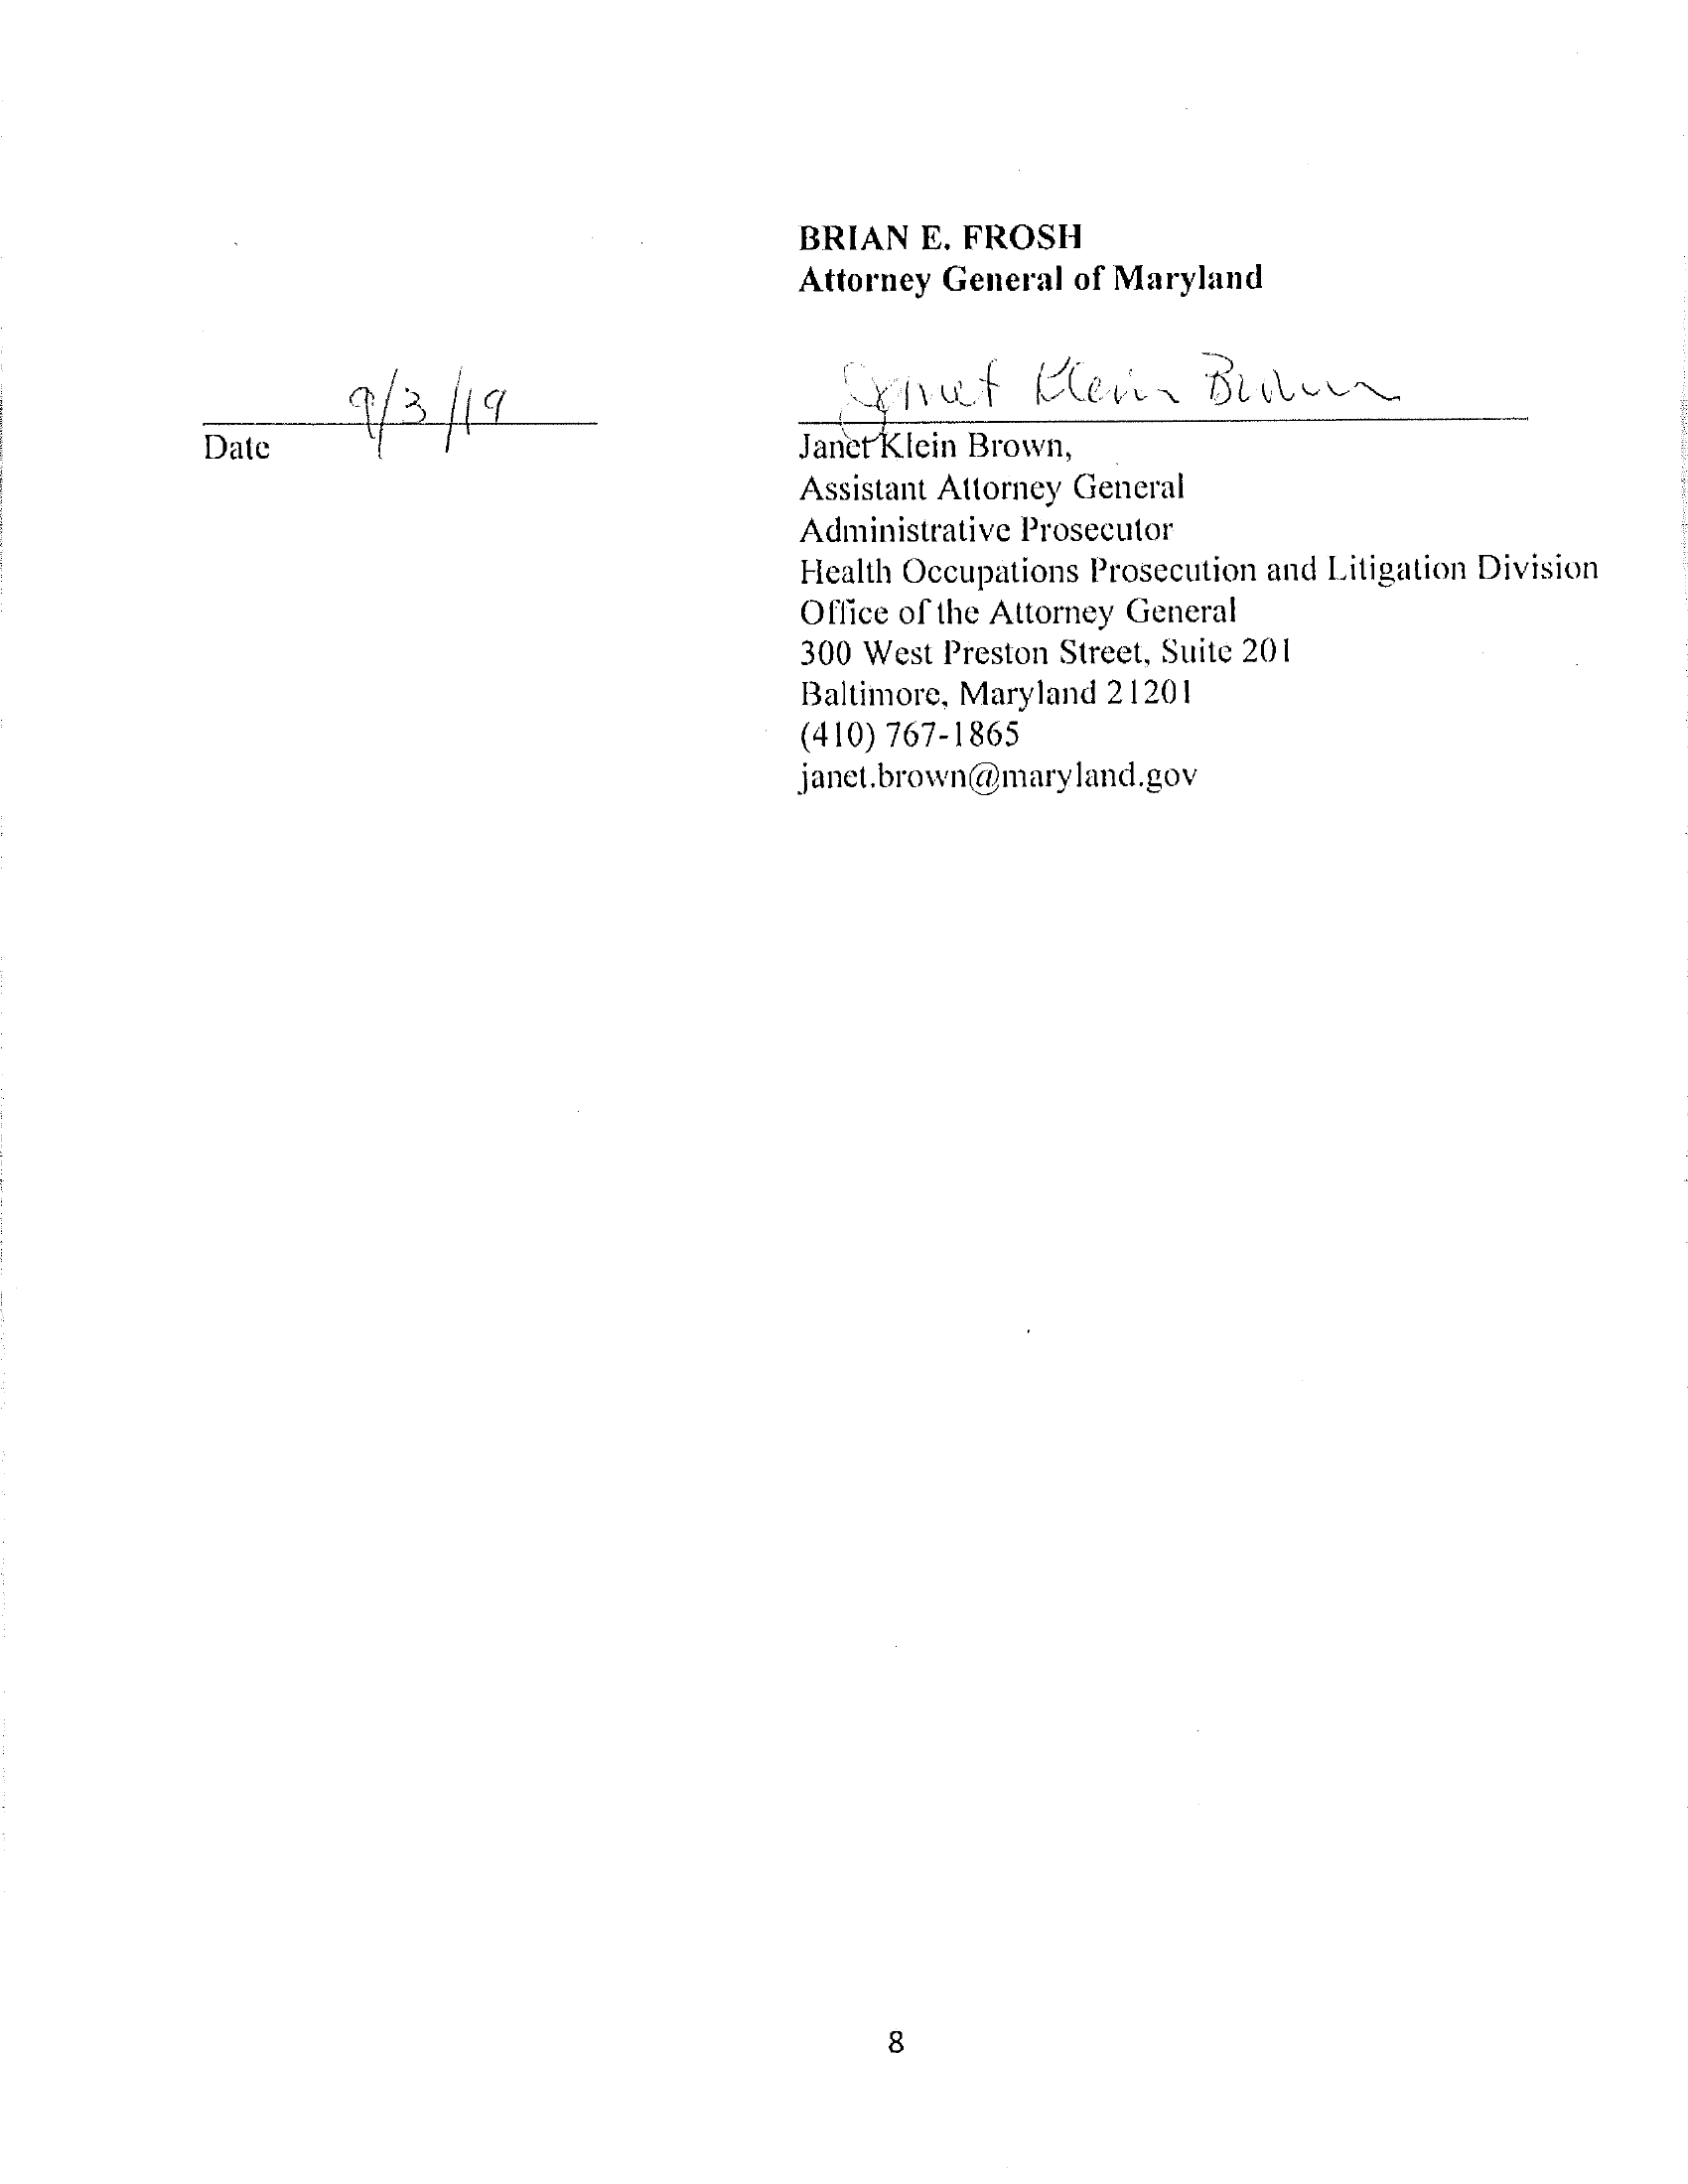 BRIAN E. FROSH
Attorney General of Maryland
9/3/19
Janet Klein Brown
Date
Janet Klein Brown,
Assistant Attorney General
Administrative Prosecutor
Health Occupations Prosecution and Litigation Division
Office of the Attorney General
300 West Preston Street, Suite 201
Baltimore, Maryland 21201
(410) 767-1865
janet.brown@maryland.gov
8